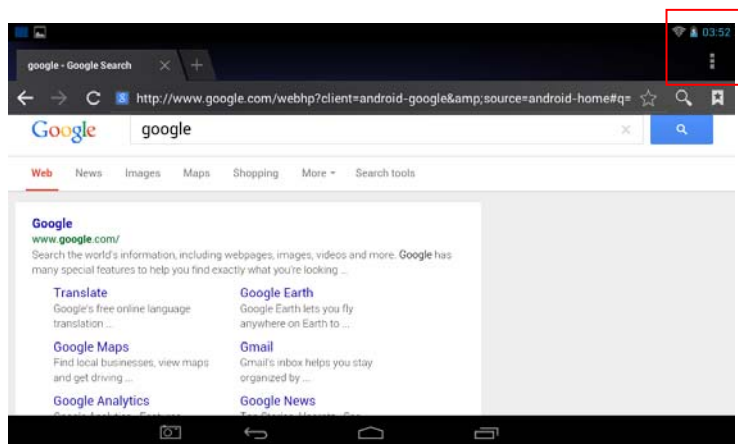 03:52
google - Google Search
http://www.google.com/webhp?client=android-google&amp;source=android-home#q=
Google google
Web News Images Maps Shopping More Search tools
Google
www.google.com/
Search the world's information, including webpages, images, videos and more. Google has
many special features to help you find exactly what you're looking ...
Translate
Google's free online language
translation ...
Google Earth
Google Earth lets you fly
anywhere on Earth to ...
Google Maps
Find local businesses, view maps
and get driving ...
Gmail
Gmail's inbox helps you stay
organized by ...
Google Analytics
Google News